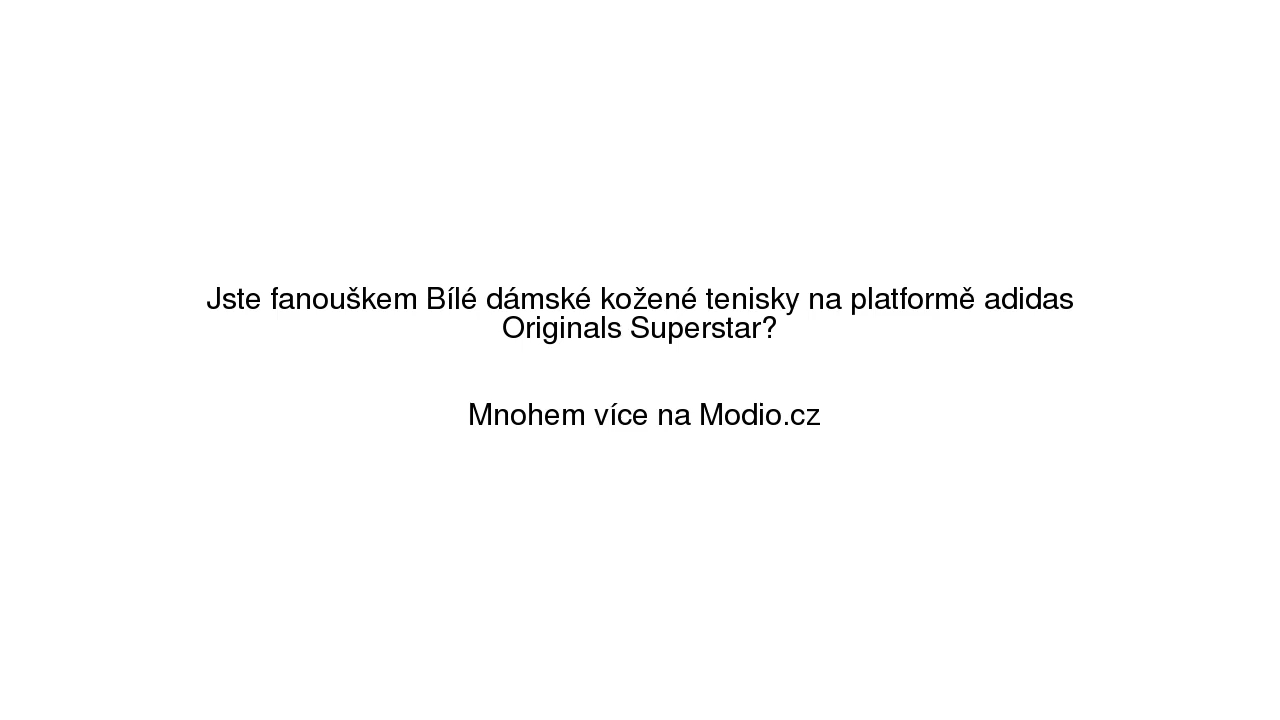 Jste fanouškem Bílé dámské kožené tenisky na platformě adidas
Originals Superstar?
Mnohem více na Modio.cz